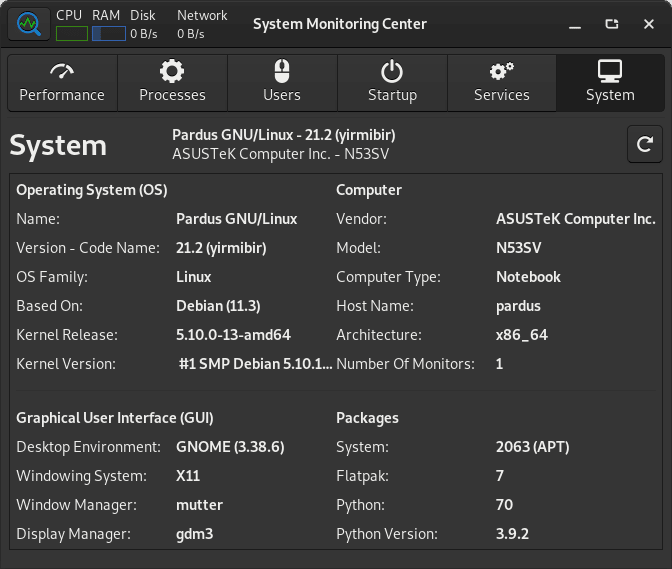 CPU RAM Disk Network
0 B/s 0 B/s
System Monitoring Center
Performance Processes Users Startup Services System
System
Pardus GNU/Linux - 21.2 (yirmibir)
ASUSTeK Computer Inc. - N53SV
Operating System (OS) Computer
Name: Pardus GNU/Linux Vendor: ASUSTeK Computer Inc.
Version - Code Name: 21.2 (yirmibir) Model: N53SV
OS Family: Linux Computer Type: Notebook
Based On: Debian (11.3) Host Name: pardus
Kernel Release: 5.10.0-13-amd64 Architecture: x86_64
Kernel Version: #1 SMP Debian 5.10.1... Number Of Monitors: 1
Graphical User Interface (GUI) Packages
Desktop Environment: GNOME (3.38.6) System: 2063 (APT)
Windowing System: X11 Flatpak: 7
Window Manager: mutter Python: 70
Display Manager: gdm3 Python Version: 3.9.2